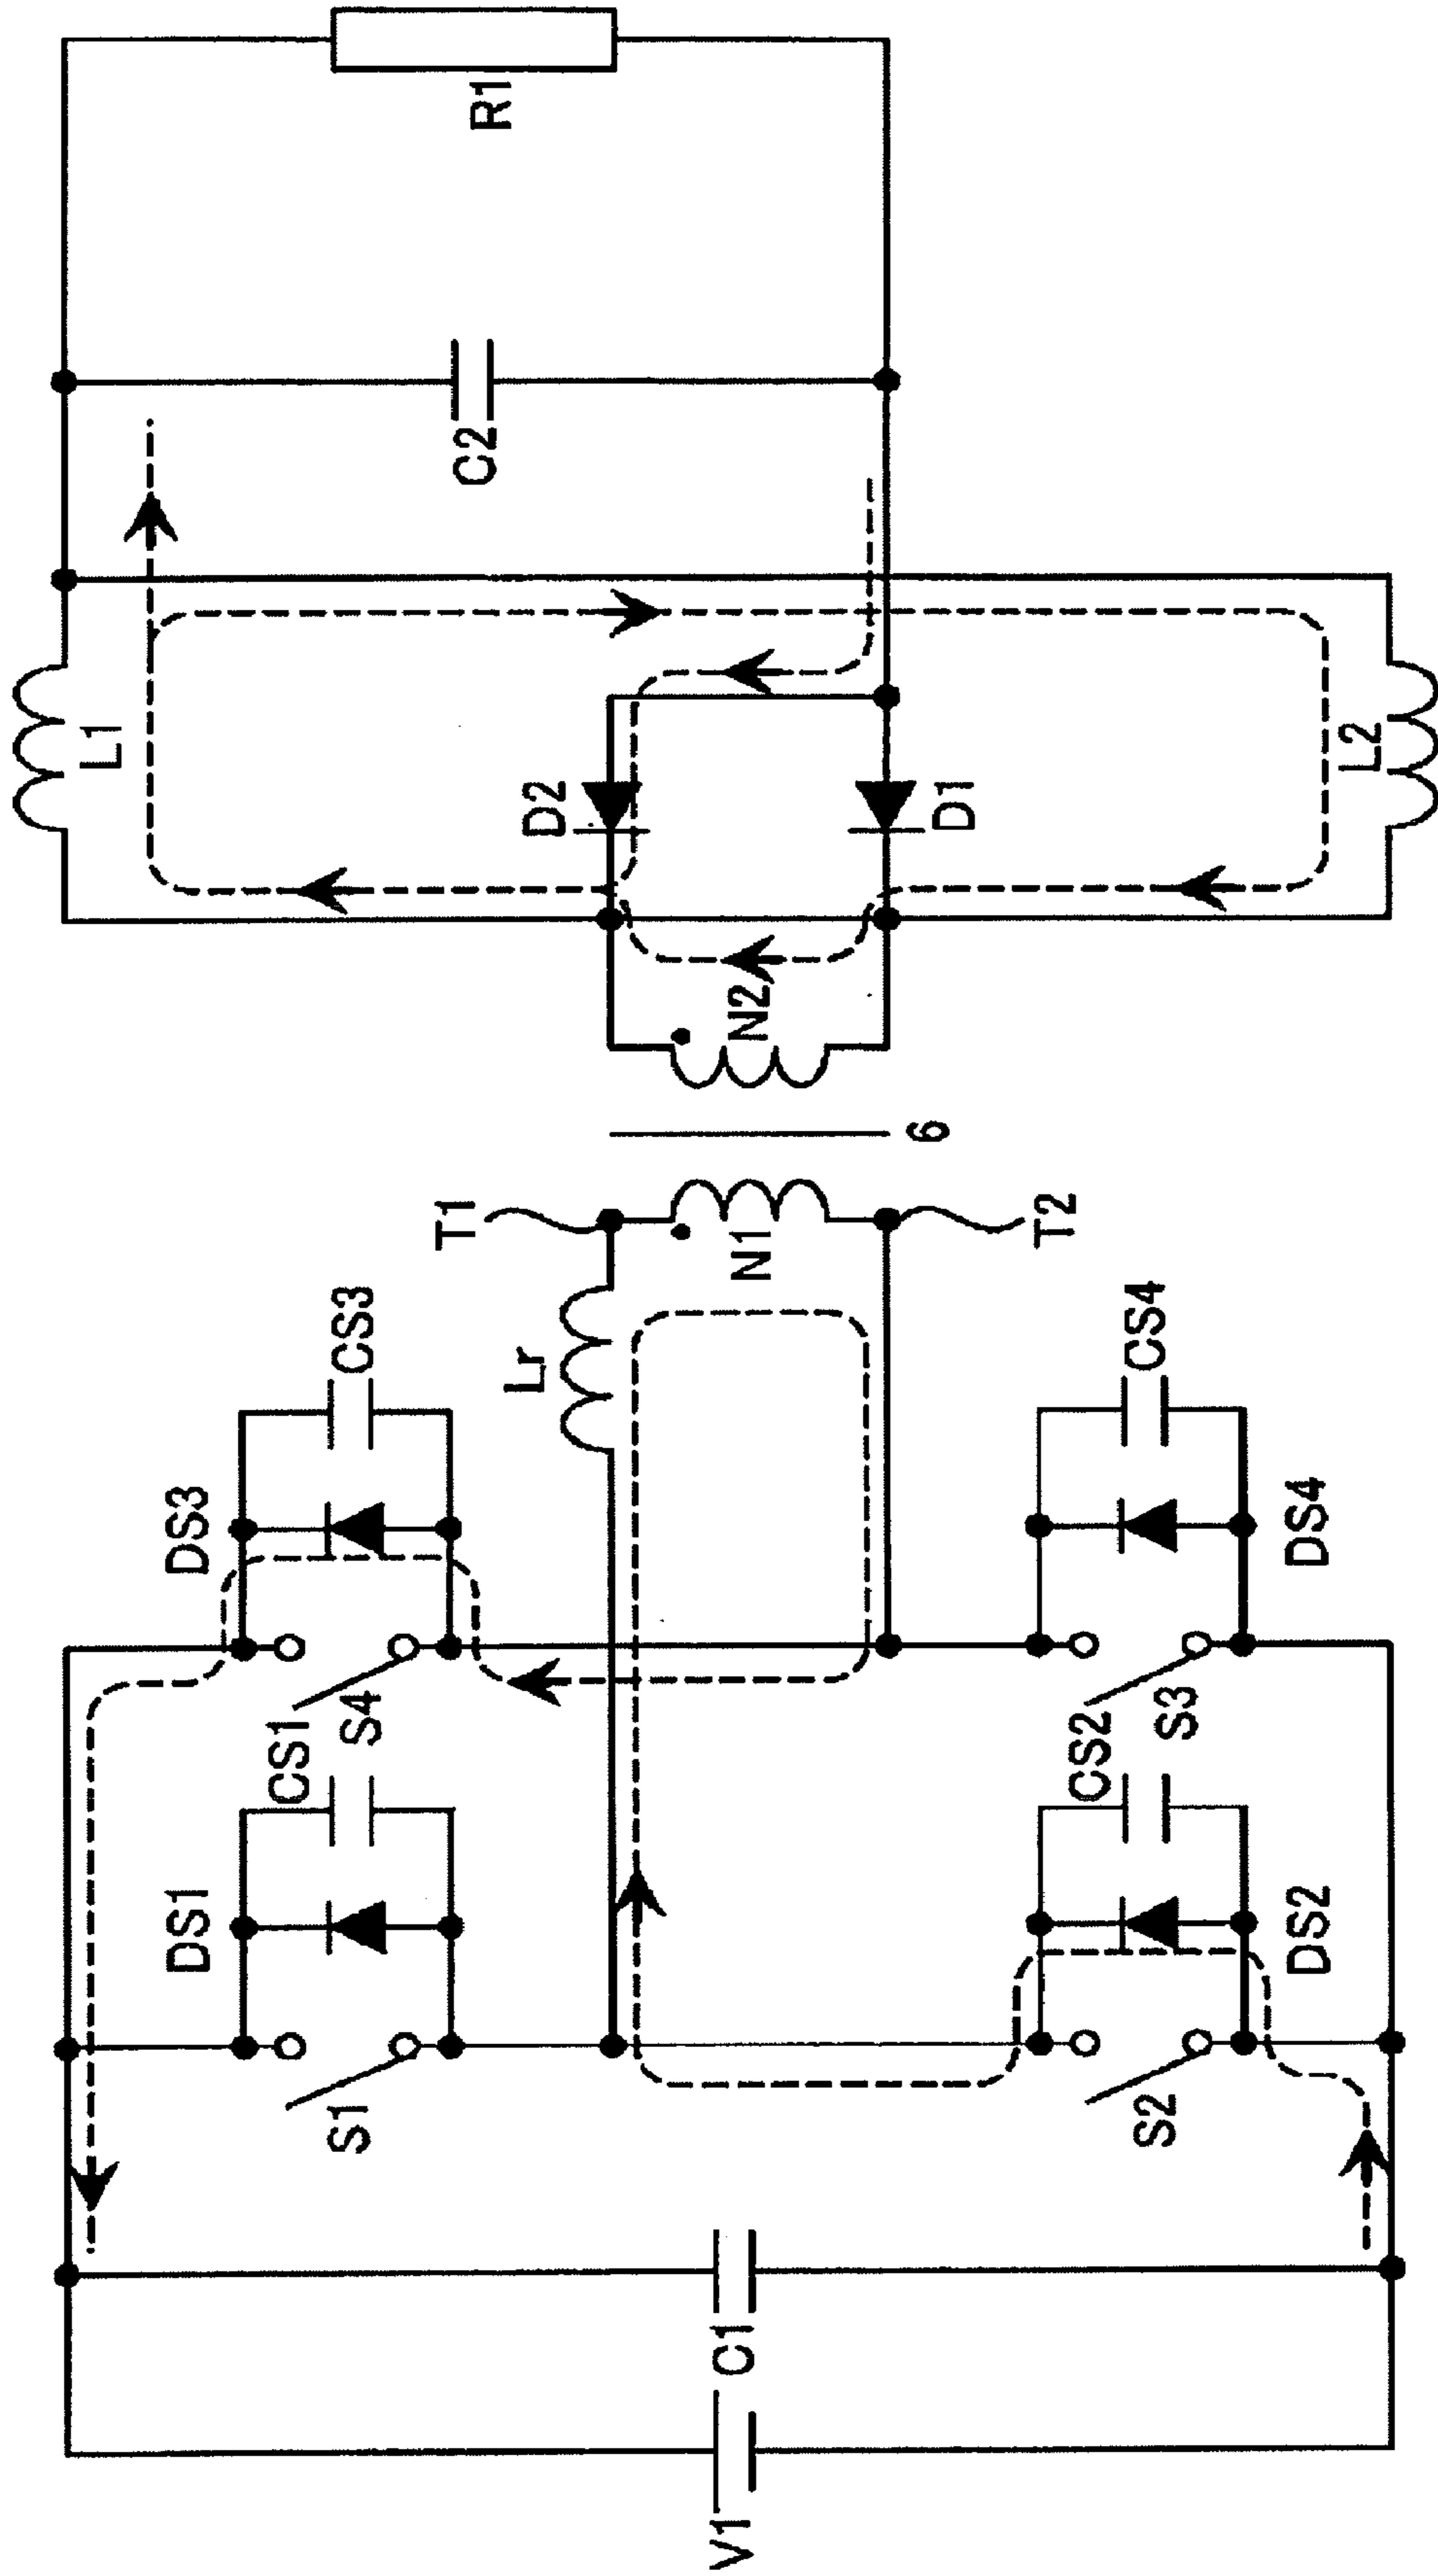 V1
C1
S1
DS1
CS1
S2
DS2
CS2
S4
DS3
CS3
S3
DS4
CS4
Lr
T1
N1
T2
6
N2
D2
D1
L1
L2
C2
R1